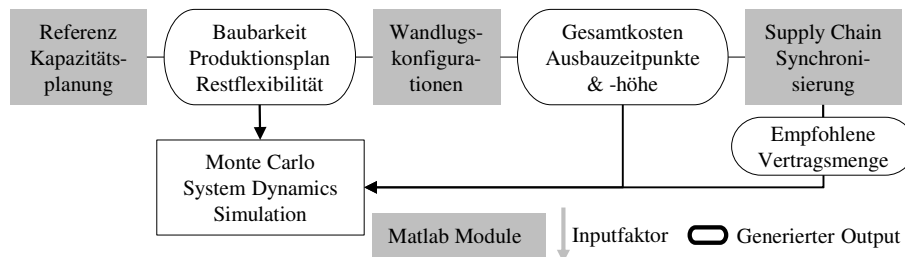 Referenz
Kapazitäts-
planung
Baubarkeit
Produktionsplan
Restflexibilität
Wandlugs-
konfigura-
tionen
Gesamtkosten
Ausbauzeitpunkte
& -höhe
Supply Chain
Synchroni-
sierung
Empfohlene
Vertragsmenge
Monte Carlo
System Dynamics
Simulation
Matlab Module
Inputfaktor
Generierter Output